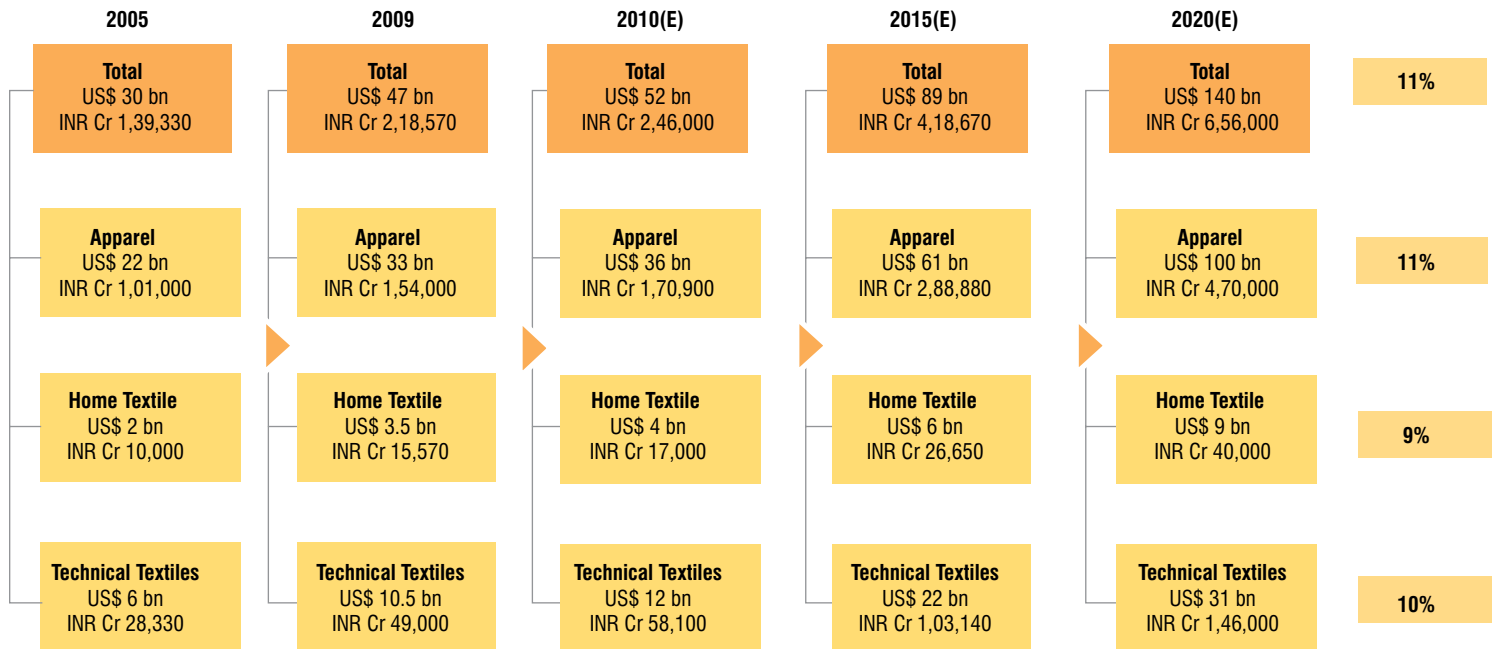 2005
2009
2010(E)
2015(E)
2020(E)
Total
US$ 30 bn
INR Cr 1,39,330
Total
US$ 47 bn
INR Cr 2,18,570
Total
US$ 52 bn
INR Cr 2,46,000
Total
US$ 89 bn
INR Cr 4,18,670
Total
US$ 140 bn
INR Cr 6,56,000
11%
Apparel
US$ 22 bn
INR Cr 1,01,000
Apparel
US$ 33 bn
INR Cr 1,54,000
Apparel
US$ 36 bn
INR Cr 1,70,900
Apparel
US$ 61 bn
INR Cr 2,88,880
Apparel
US$ 100 bn
INR Cr 4,70,000
11%
Home Textile
US$ 2 bn
INR Cr 10,000
Home Textile
US$ 3.5 bn
INR Cr 15,570
Home Textile
US$ 4 bn
INR Cr 17,000
Home Textile
US$ 6 bn
INR Cr 26,650
Home Textile
US$ 9 bn
INR Cr 40,000
9%
Technical Textiles
US$ 6 bn
INR Cr 28,330
Technical Textiles
US$ 10.5 bn
INR Cr 49,000
Technical Textiles
US$ 12 bn
INR Cr 58,100
Technical Textiles
US$ 22 bn
INR Cr 1,03,140
Technical Textiles
US$ 31 bn
INR Cr 1,46,000
10%